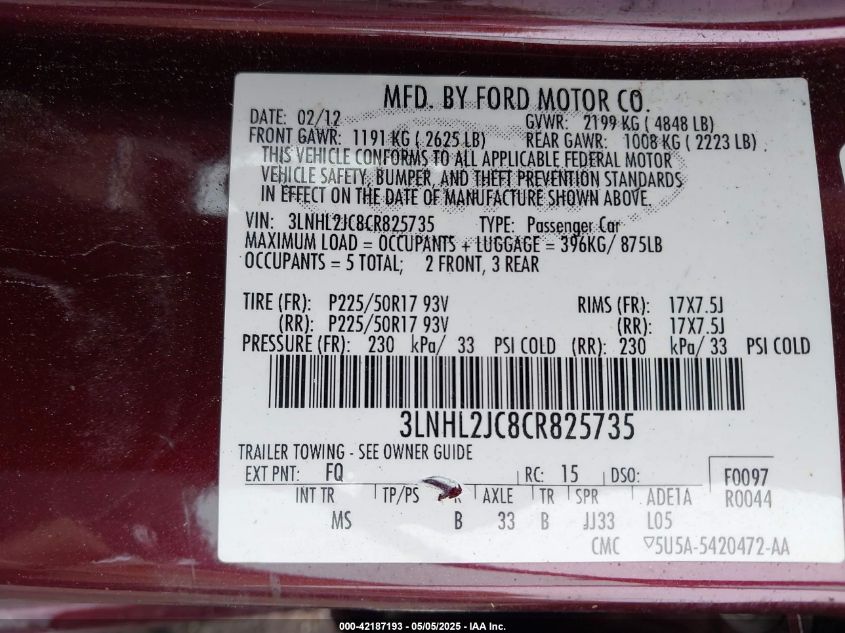 MFD. BY FORD MOTOR CO.
DATE: 02/12 GVWR: 2199 KG ( 4848 LB)
FRONT GAWR: 1191 KG ( 2625 LB) REAR GAWR: 1008 KG ( 2223 LB)
THIS VEHICLE CONFORMS TO ALL APPLICABLE FEDERAL MOTOR
VEHICLE SAFETY, BUMPER, AND THEFT PREVENTION STANDARDS
IN EFFECT ON THE DATE OF MANUFACTURE SHOWN ABOVE.
VIN: 3LNHL2JC8CR825735 TYPE: Passenger Car
MAXIMUM LOAD = OCCUPANTS + LUGGAGE = 396KG/ 875LB
OCCUPANTS = 5 TOTAL; 2 FRONT, 3 REAR
TIRE (FR): P225/50R17 93V RIMS (FR): 17X7.5J
(RR): P225/50R17 93V (RR): 17X7.5J
PRESSURE (FR): 230 kPa/ 33 PSI COLD (RR): 230 kPa/ 33 PSI COLD
3LNHL2JC8CR825735
TRAILER TOWING - SEE OWNER GUIDE
EXT PNT: FQ RC: 15 DSO: F0097
INT TR TP/PS R AXLE TR SPR ADE1A R0044
MS B 33 B JJ33 L05
CMC ▽5U5A-5420472-AA
000-42187193 - 05/05/2025 - IAA Inc.